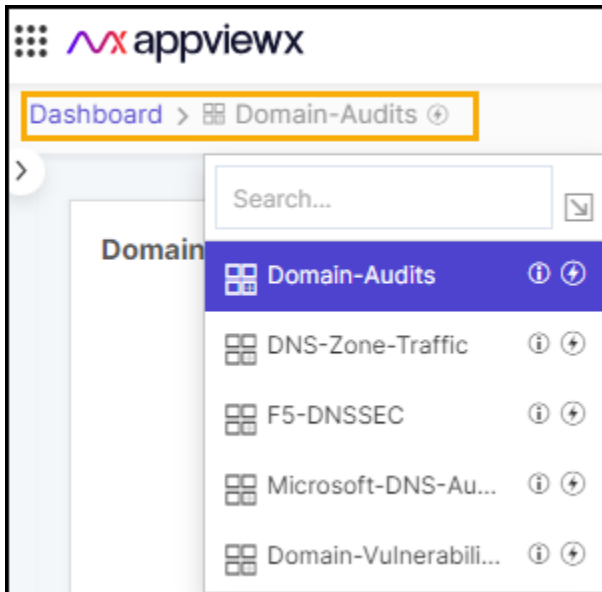 appviewx
Dashboard > Domain-Audits
Search...
Domain
Domain-Audits
DNS-Zone-Traffic
F5-DNSSEC
Microsoft-DNS-Au...
Domain-Vulnerabili...